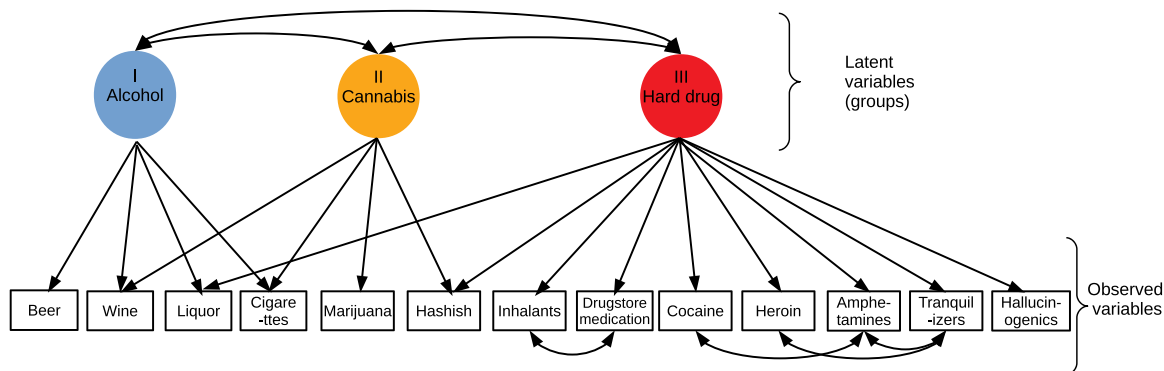 I
Alcohol
II
Cannabis
III
Hard drug
Latent
variables
(groups)
Beer
Wine
Liquor
Cigare
-ttes
Marijuana
Hashish
Inhalants
Drugstore
medication
Cocaine
Heroin
Amphe-
tamines
Tranquil
-izers
Hallucin-
ogenics
Observed
variables